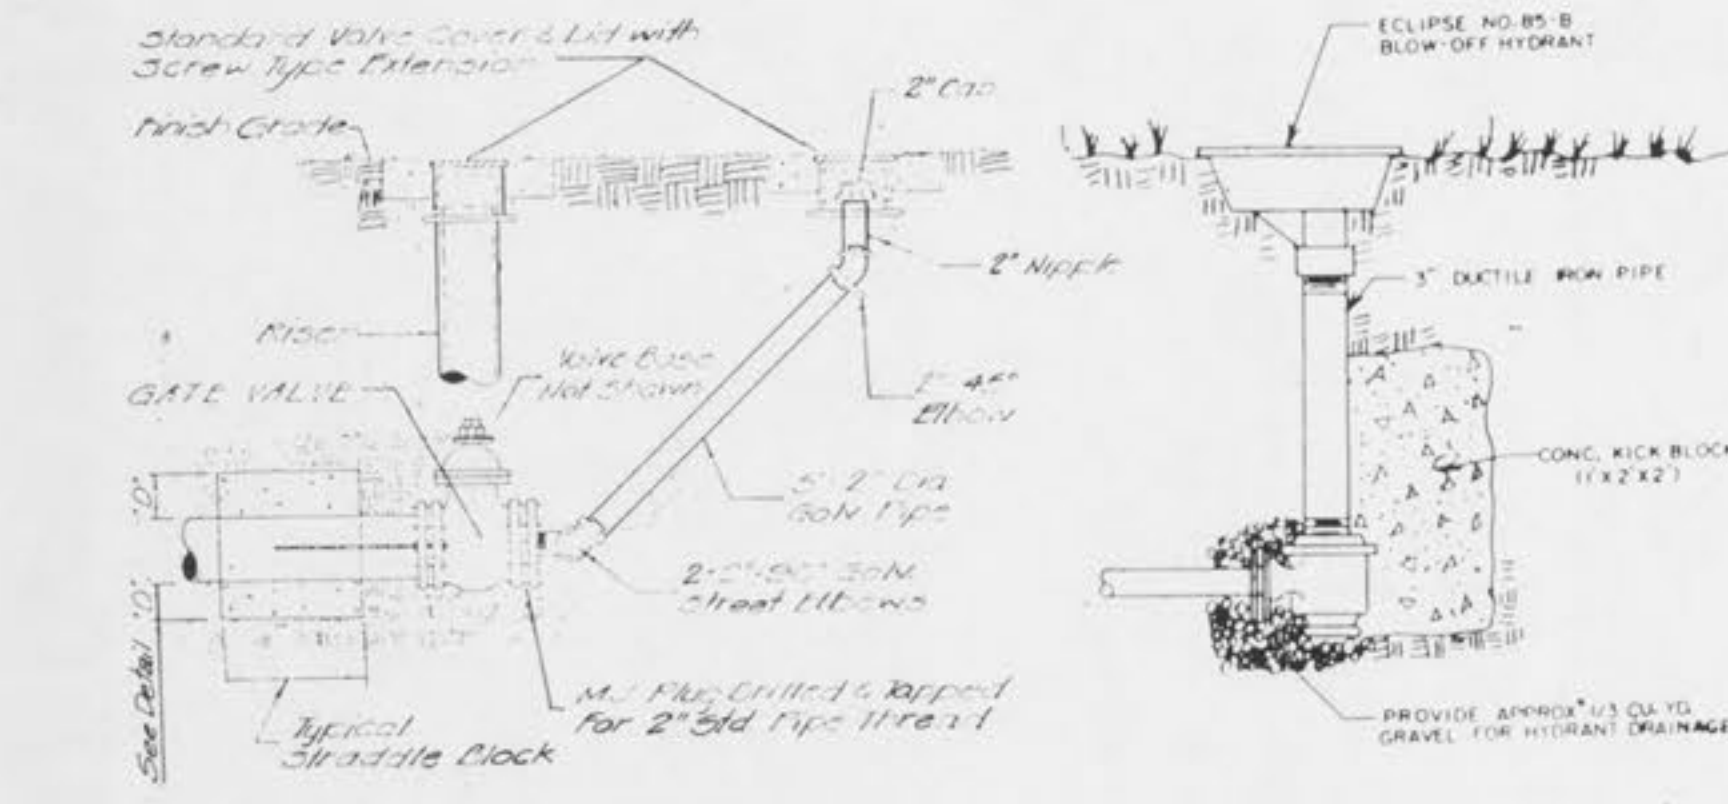 Standard Valve Cover & Lid with
Screw Type Extension
Finish Grade
2" Cap
2" Nipple
Riser
Valve Base
Not Shown
GATE VALVE
2" 45°
Elbow
2" Dia
Galv Pipe
"D"
"D"
Street Elbows
See Detail
M.J. Plug Drilled & Tapped
For 2" Std Pipe Thread
Typical
Straddle Block
ECLIPSE NO. 85-B
BLOW-OFF HYDRANT
3" DUCTILE IRON PIPE
CONC. KICK BLOCK
(1'X2'X2')
PROVIDE APPROX 1/3 CU. YD.
GRAVEL FOR HYDRANT DRAINAGE